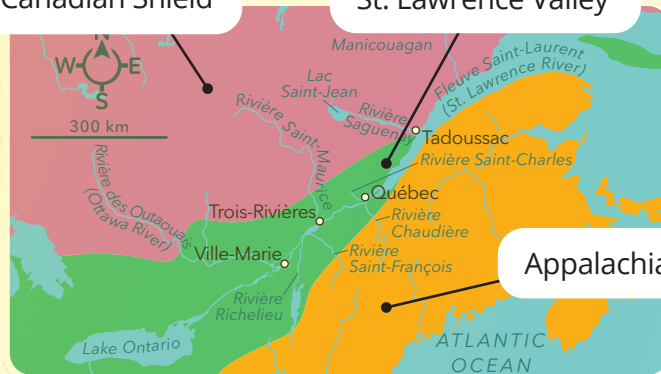 Canadian Shield
St. Lawrence Valley
Manicouagan
N
W E
S
300 km
Lac
Saint-Jean
Rivière
Saguenay
Fleuve Saint-Laurent
(St. Lawrence River)
Rivière Saint-Maurice
Tadoussac
Rivière Saint-Charles
Rivière des Outaouais
(Ottawa River)
Québec
Trois-Rivières
Rivière
Chaudière
Ville-Marie
Rivière
Saint-François
Appalachia
Rivière
Richelieu
Lake Ontario
ATLANTIC
OCEAN